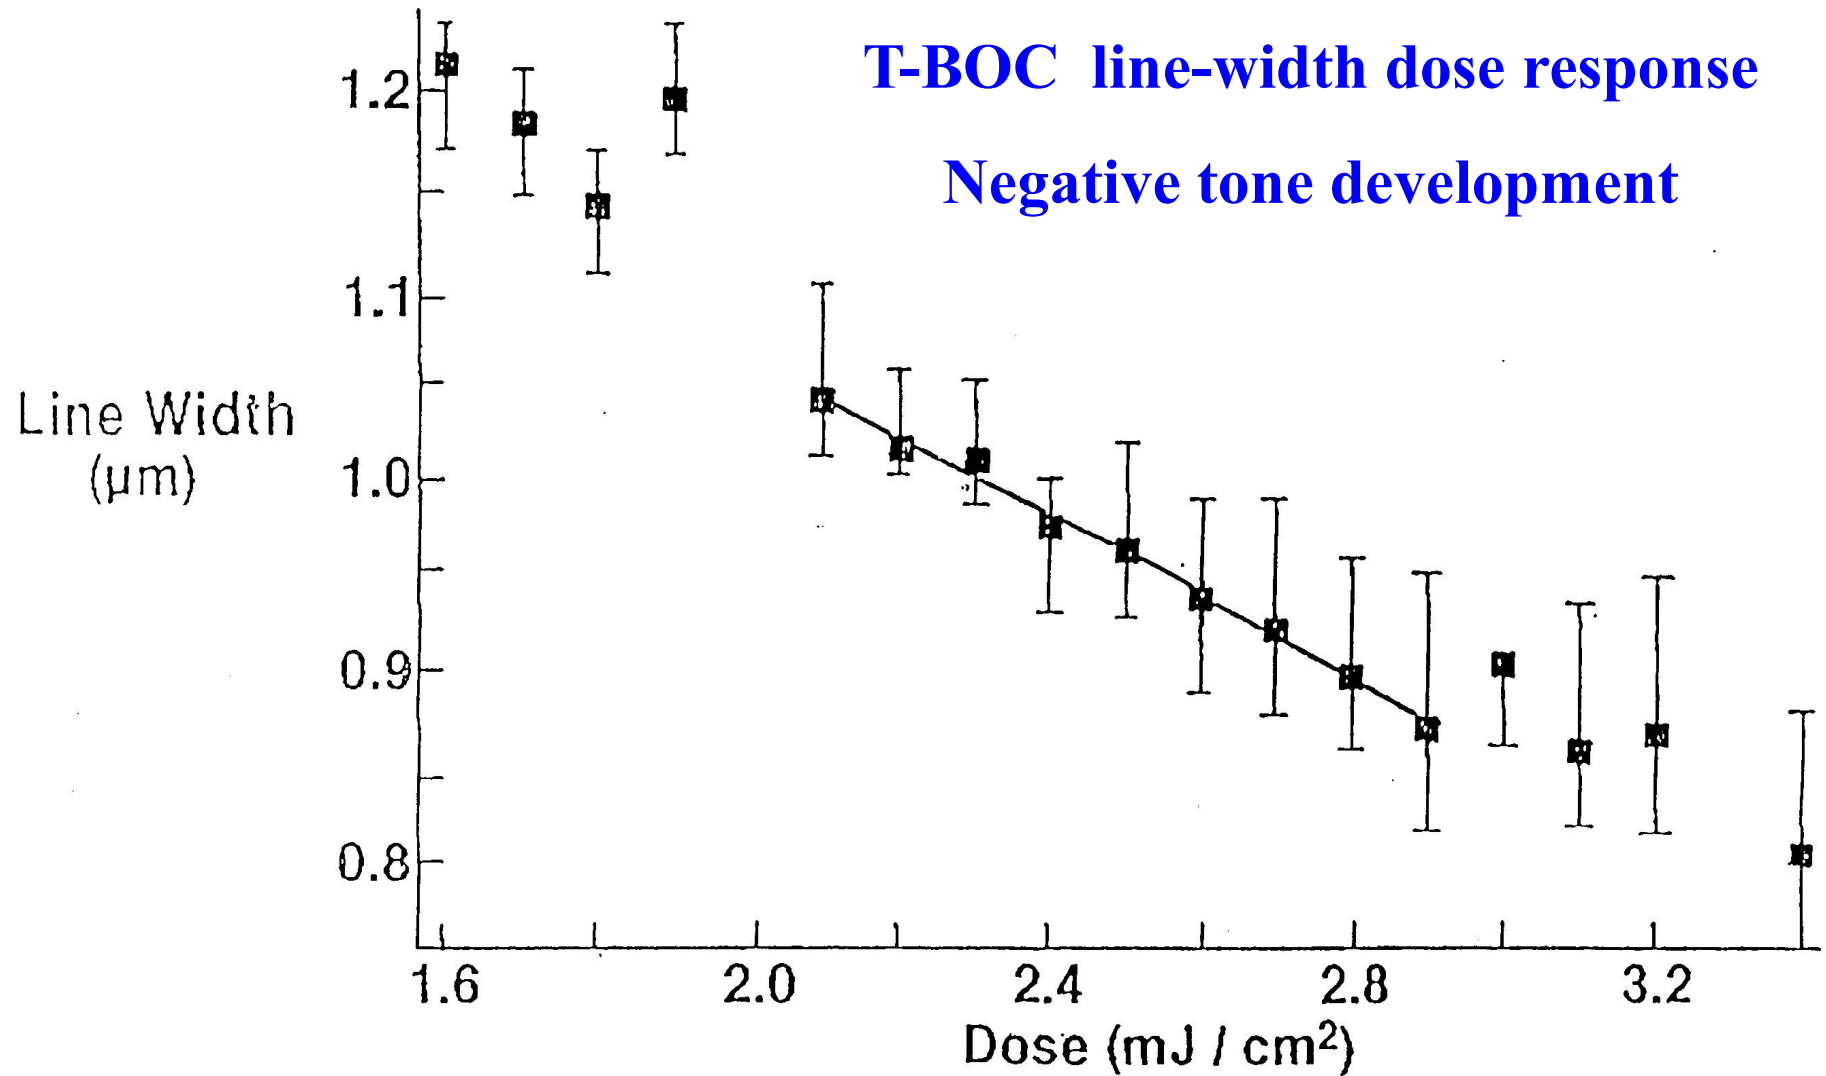 T-BOC line-width dose response
Negative tone development
1.2
1.1
1.0
0.9
0.8
Line Width
(µm)
1.6 2.0 2.4 2.8 3.2
Dose (mJ / cm²)